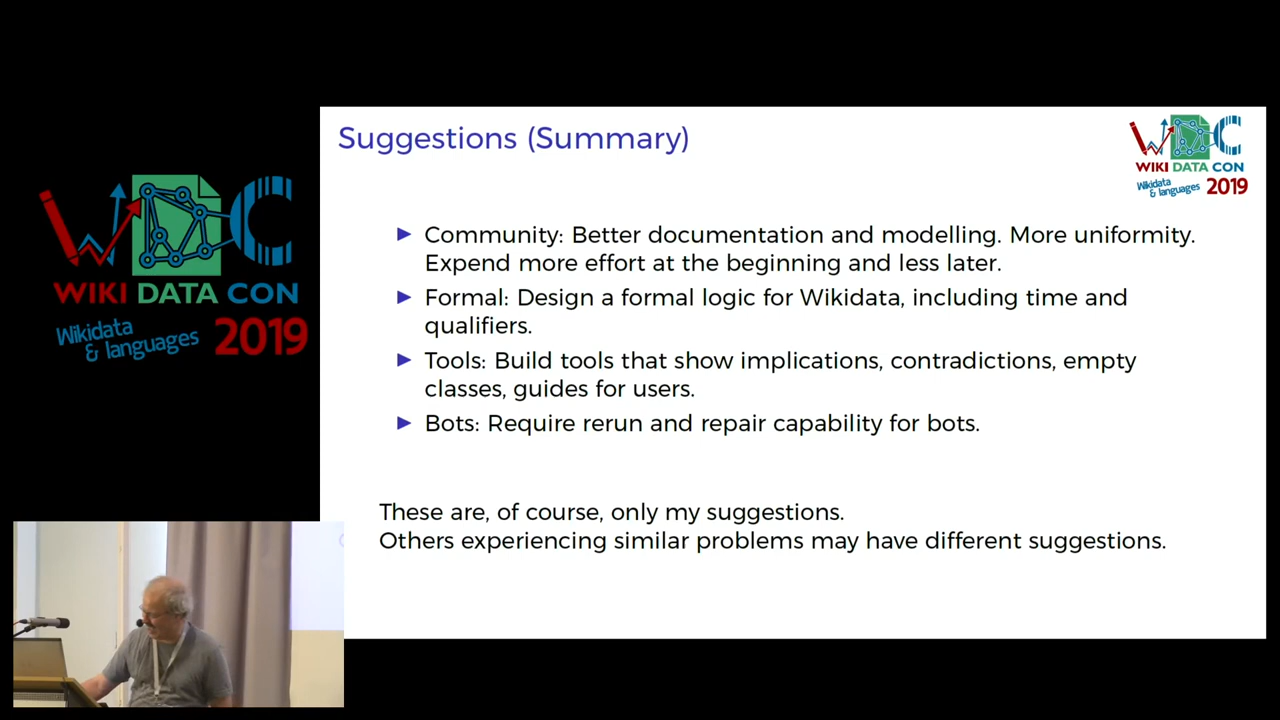 WIKI DATA CON
Wikidata
& languages 2019
Suggestions (Summary)
WIKI DATA CON
Wikidata
& languages 2019
► Community: Better documentation and modelling. More uniformity.
Expend more effort at the beginning and less later.
► Formal: Design a formal logic for Wikidata, including time and
qualifiers.
► Tools: Build tools that show implications, contradictions, empty
classes, guides for users.
► Bots: Require rerun and repair capability for bots.
These are, of course, only my suggestions.
Others experiencing similar problems may have different suggestions.